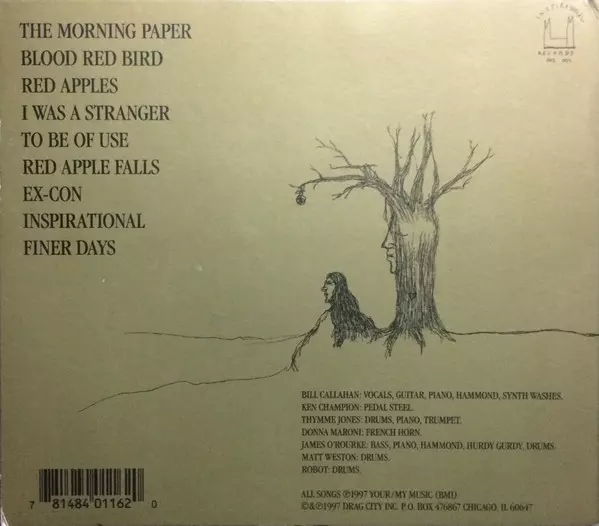 THE MORNING PAPER
BLOOD RED BIRD
RED APPLES
I WAS A STRANGER
TO BE OF USE
RED APPLE FALLS
EX-CON
INSPIRATIONAL
FINER DAYS
BILL CALLAHAN: VOCALS, GUITAR, PIANO, HAMMOND, SYNTH WASHES.
KEN CHAMPION: PEDAL STEEL.
THYMME JONES: DRUMS, PIANO, TRUMPET.
DONNA MARONI: FRENCH HORN.
JAMES O'ROURKE: BASS, PIANO, HAMMOND, HURDY GURDY, DRUMS.
MATT WESTON: DRUMS.
ROBOT: DRUMS.
ALL SONGS ℗1997 YOUR/MY MUSIC (BMI)
©&℗1997 DRAG CITY INC. P.O. BOX 476867 CHICAGO. IL 60647
7 81484 01162 0